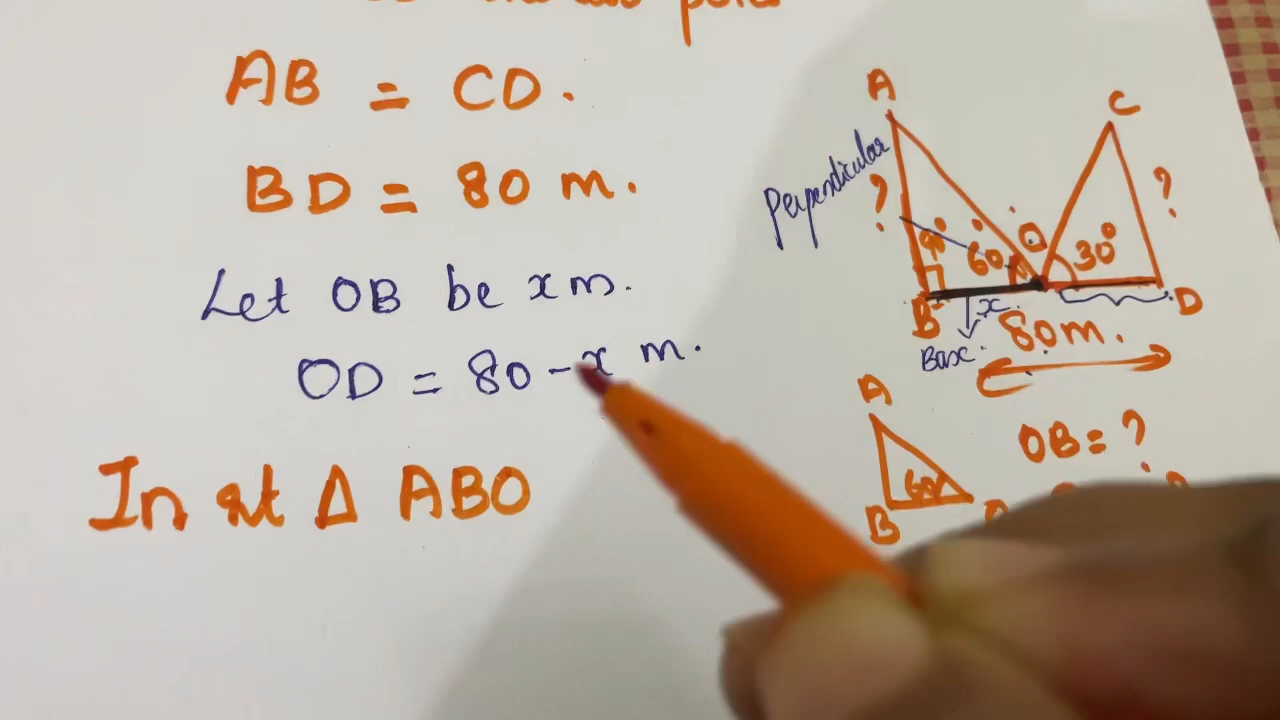 poles
AB = CD.
BD = 80 m.
Let OB be x m.
OD = 80 - x m.
In rt Δ ABO
A
C
Perpendicular
?
?
90°
60°
O
30°
B
x
D
Base.
80m.
A
60
B
OB = ?